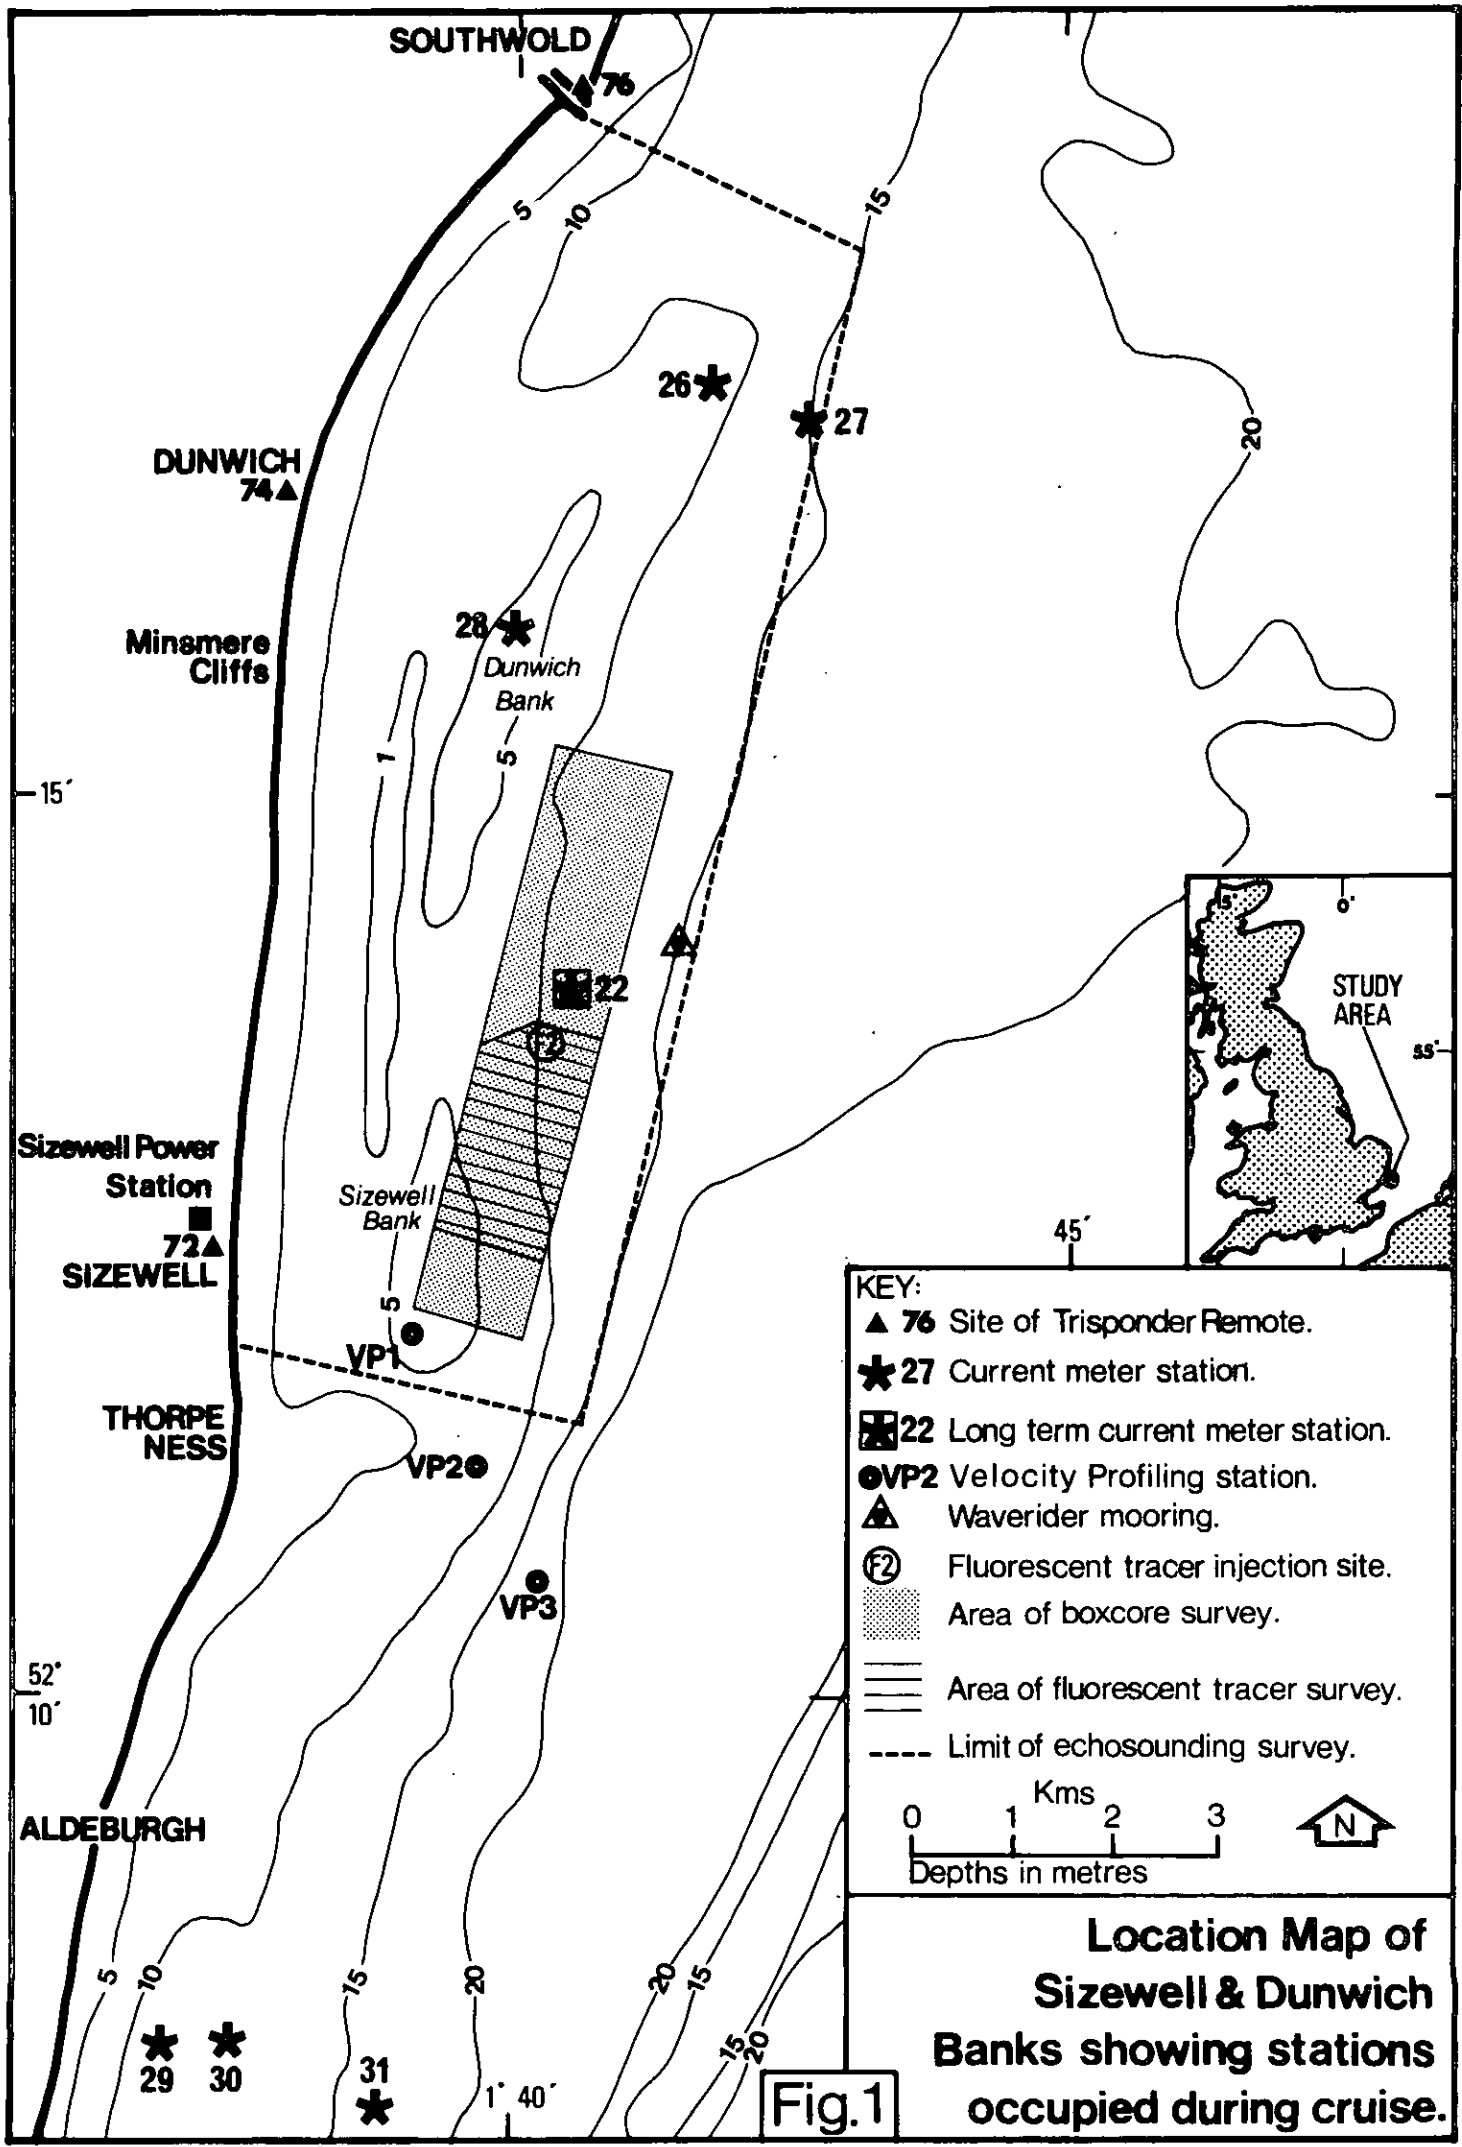 SOUTHWOLD
76
5
10
15
26
27
20
DUNWICH
74
28
Minsmere
Cliffs
Dunwich
Bank
1
5
15′
22
F2
5° 0°
STUDY
AREA
55°
Sizewell Power
Station
Sizewell
Bank
72
SIZEWELL
45′
5
VP1
THORPE
NESS
VP2
VP3
52°
10′
ALDEBURGH
5
10
15
20
20
15
15
20
29
30
31
1° 40′
KEY:
76 Site of Trisponder Remote.
27 Current meter station.
22 Long term current meter station.
VP2 Velocity Profiling station.
Waverider mooring.
F2 Fluorescent tracer injection site.
Area of boxcore survey.
Area of fluorescent tracer survey.
Limit of echosounding survey.
Kms
0 1 2 3
N
Depths in metres
Location Map of
Sizewell & Dunwich
Banks showing stations
occupied during cruise.
Fig.1